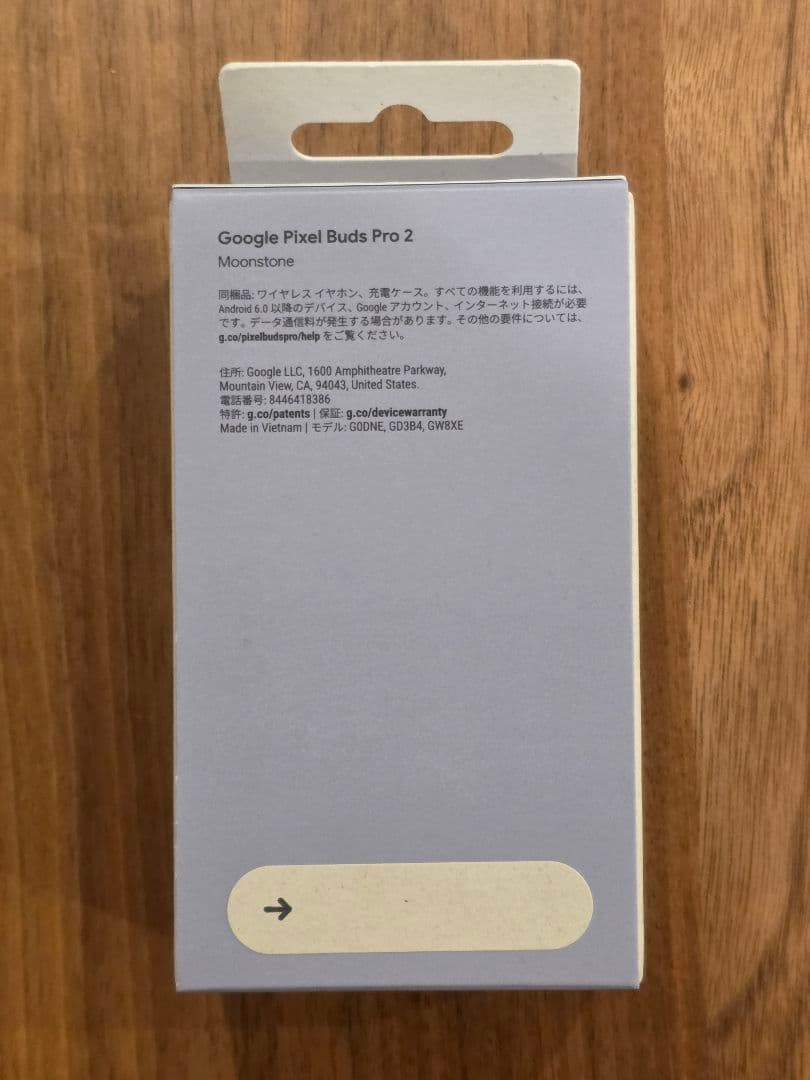 Google Pixel Buds Pro 2
Moonstone
同梱品: ワイヤレス イヤホン、充電ケース。すべての機能を利用するには、
Android 6.0 以降のデバイス、Google アカウント、インターネット接続が必要
です。データ通信料が発生する場合があります。その他の要件については、
g.co/pixelbudspro/help をご覧ください。
住所: Google LLC, 1600 Amphitheatre Parkway,
Mountain View, CA, 94043, United States.
電話番号: 8446418386
特許: g.co/patents | 保証: g.co/devicewarranty
Made in Vietnam | モデル: G0DNE, GD3B4, GW8XE